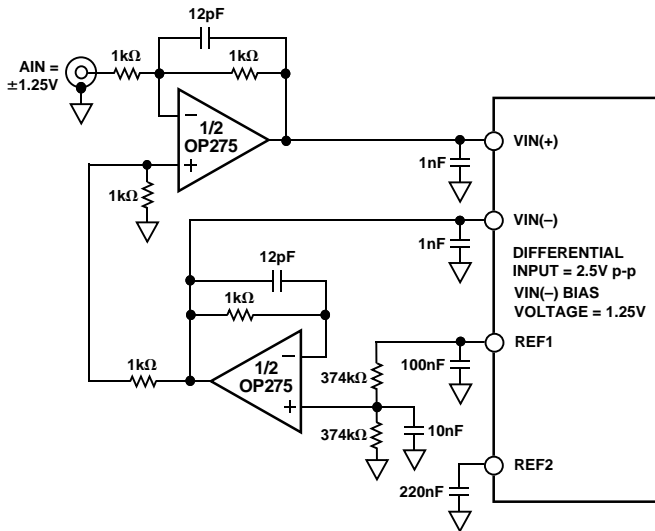 12pF
AIN =
±1.25V
1kΩ
1kΩ
1/2
OP275
–
+
1kΩ
1nF
VIN(+)
1nF
VIN(–)
DIFFERENTIAL
INPUT = 2.5V p-p
VIN(–) BIAS
VOLTAGE = 1.25V
12pF
1kΩ
1kΩ
1/2
OP275
–
+
374kΩ
374kΩ
100nF
10nF
REF1
220nF
REF2